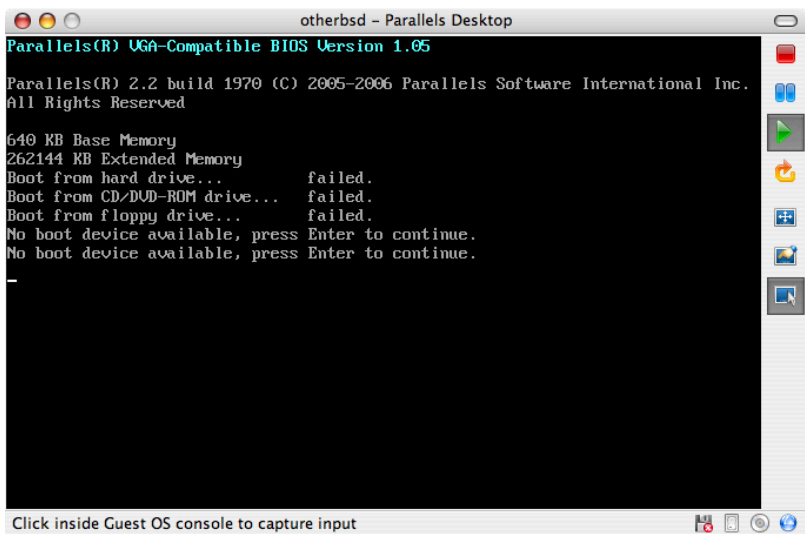 otherbsd – Parallels Desktop
Parallels(R) VGA-Compatible BIOS Version 1.05
Parallels(R) 2.2 build 1970 (C) 2005-2006 Parallels Software International Inc.
All Rights Reserved
640 KB Base Memory
262144 KB Extended Memory
Boot from hard drive... failed.
Boot from CD/DVD-ROM drive... failed.
Boot from floppy drive... failed.
No boot device available, press Enter to continue.
No boot device available, press Enter to continue.
Click inside Guest OS console to capture input